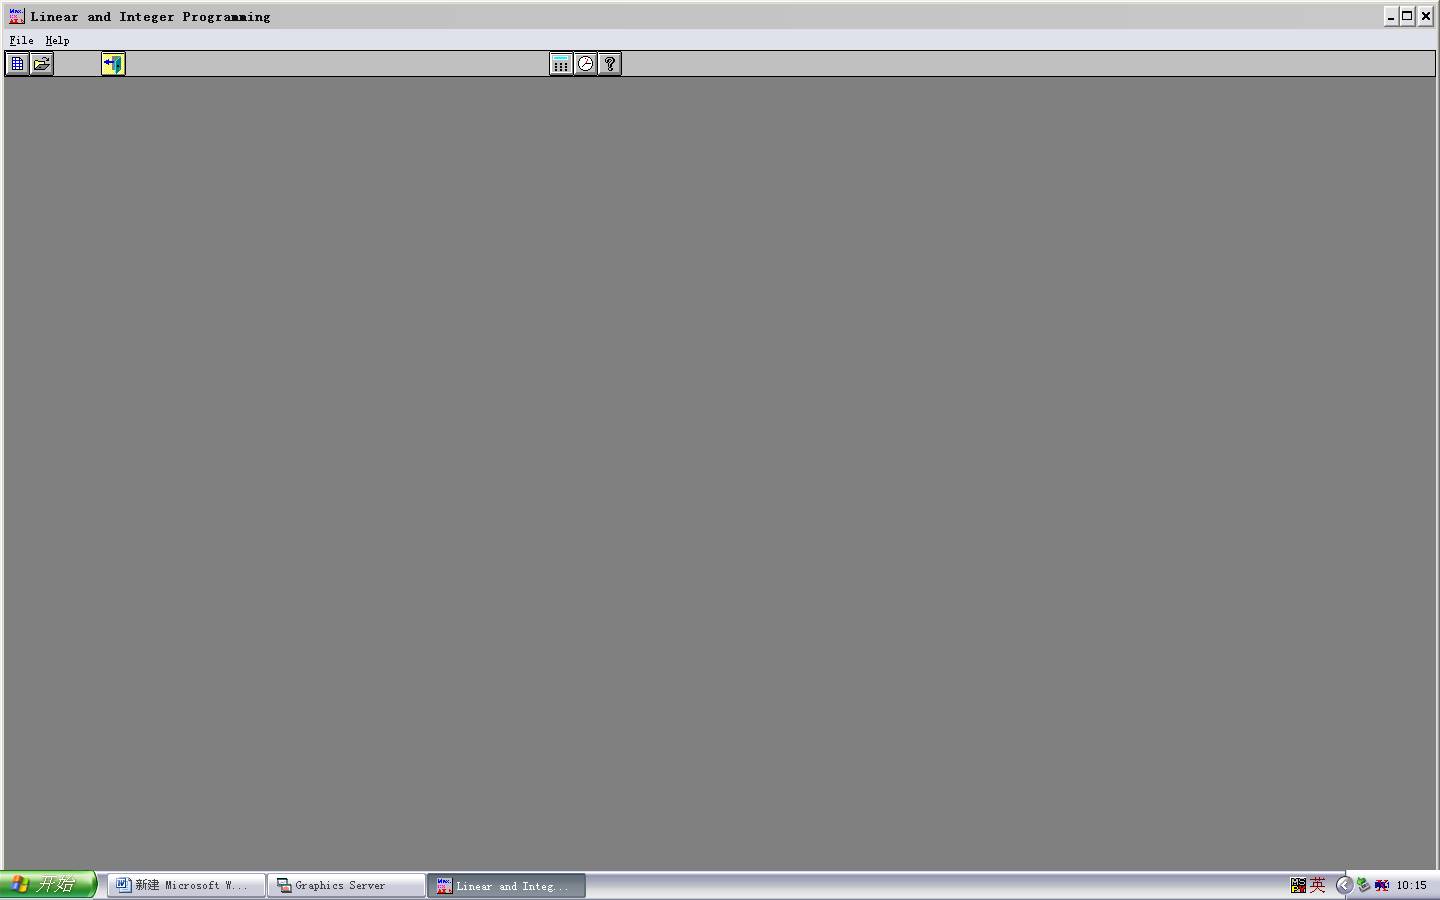 Linear and Integer Programming
File Help
开始
新建 Microsoft W...
Graphics Server
Linear and Integ...
英
10:15